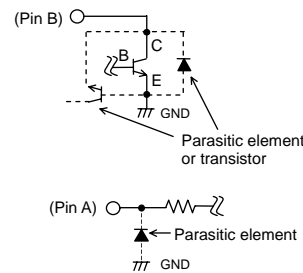 (Pin B)
B
C
E
GND
Parasitic element
or transistor
(Pin A)
Parasitic element
GND